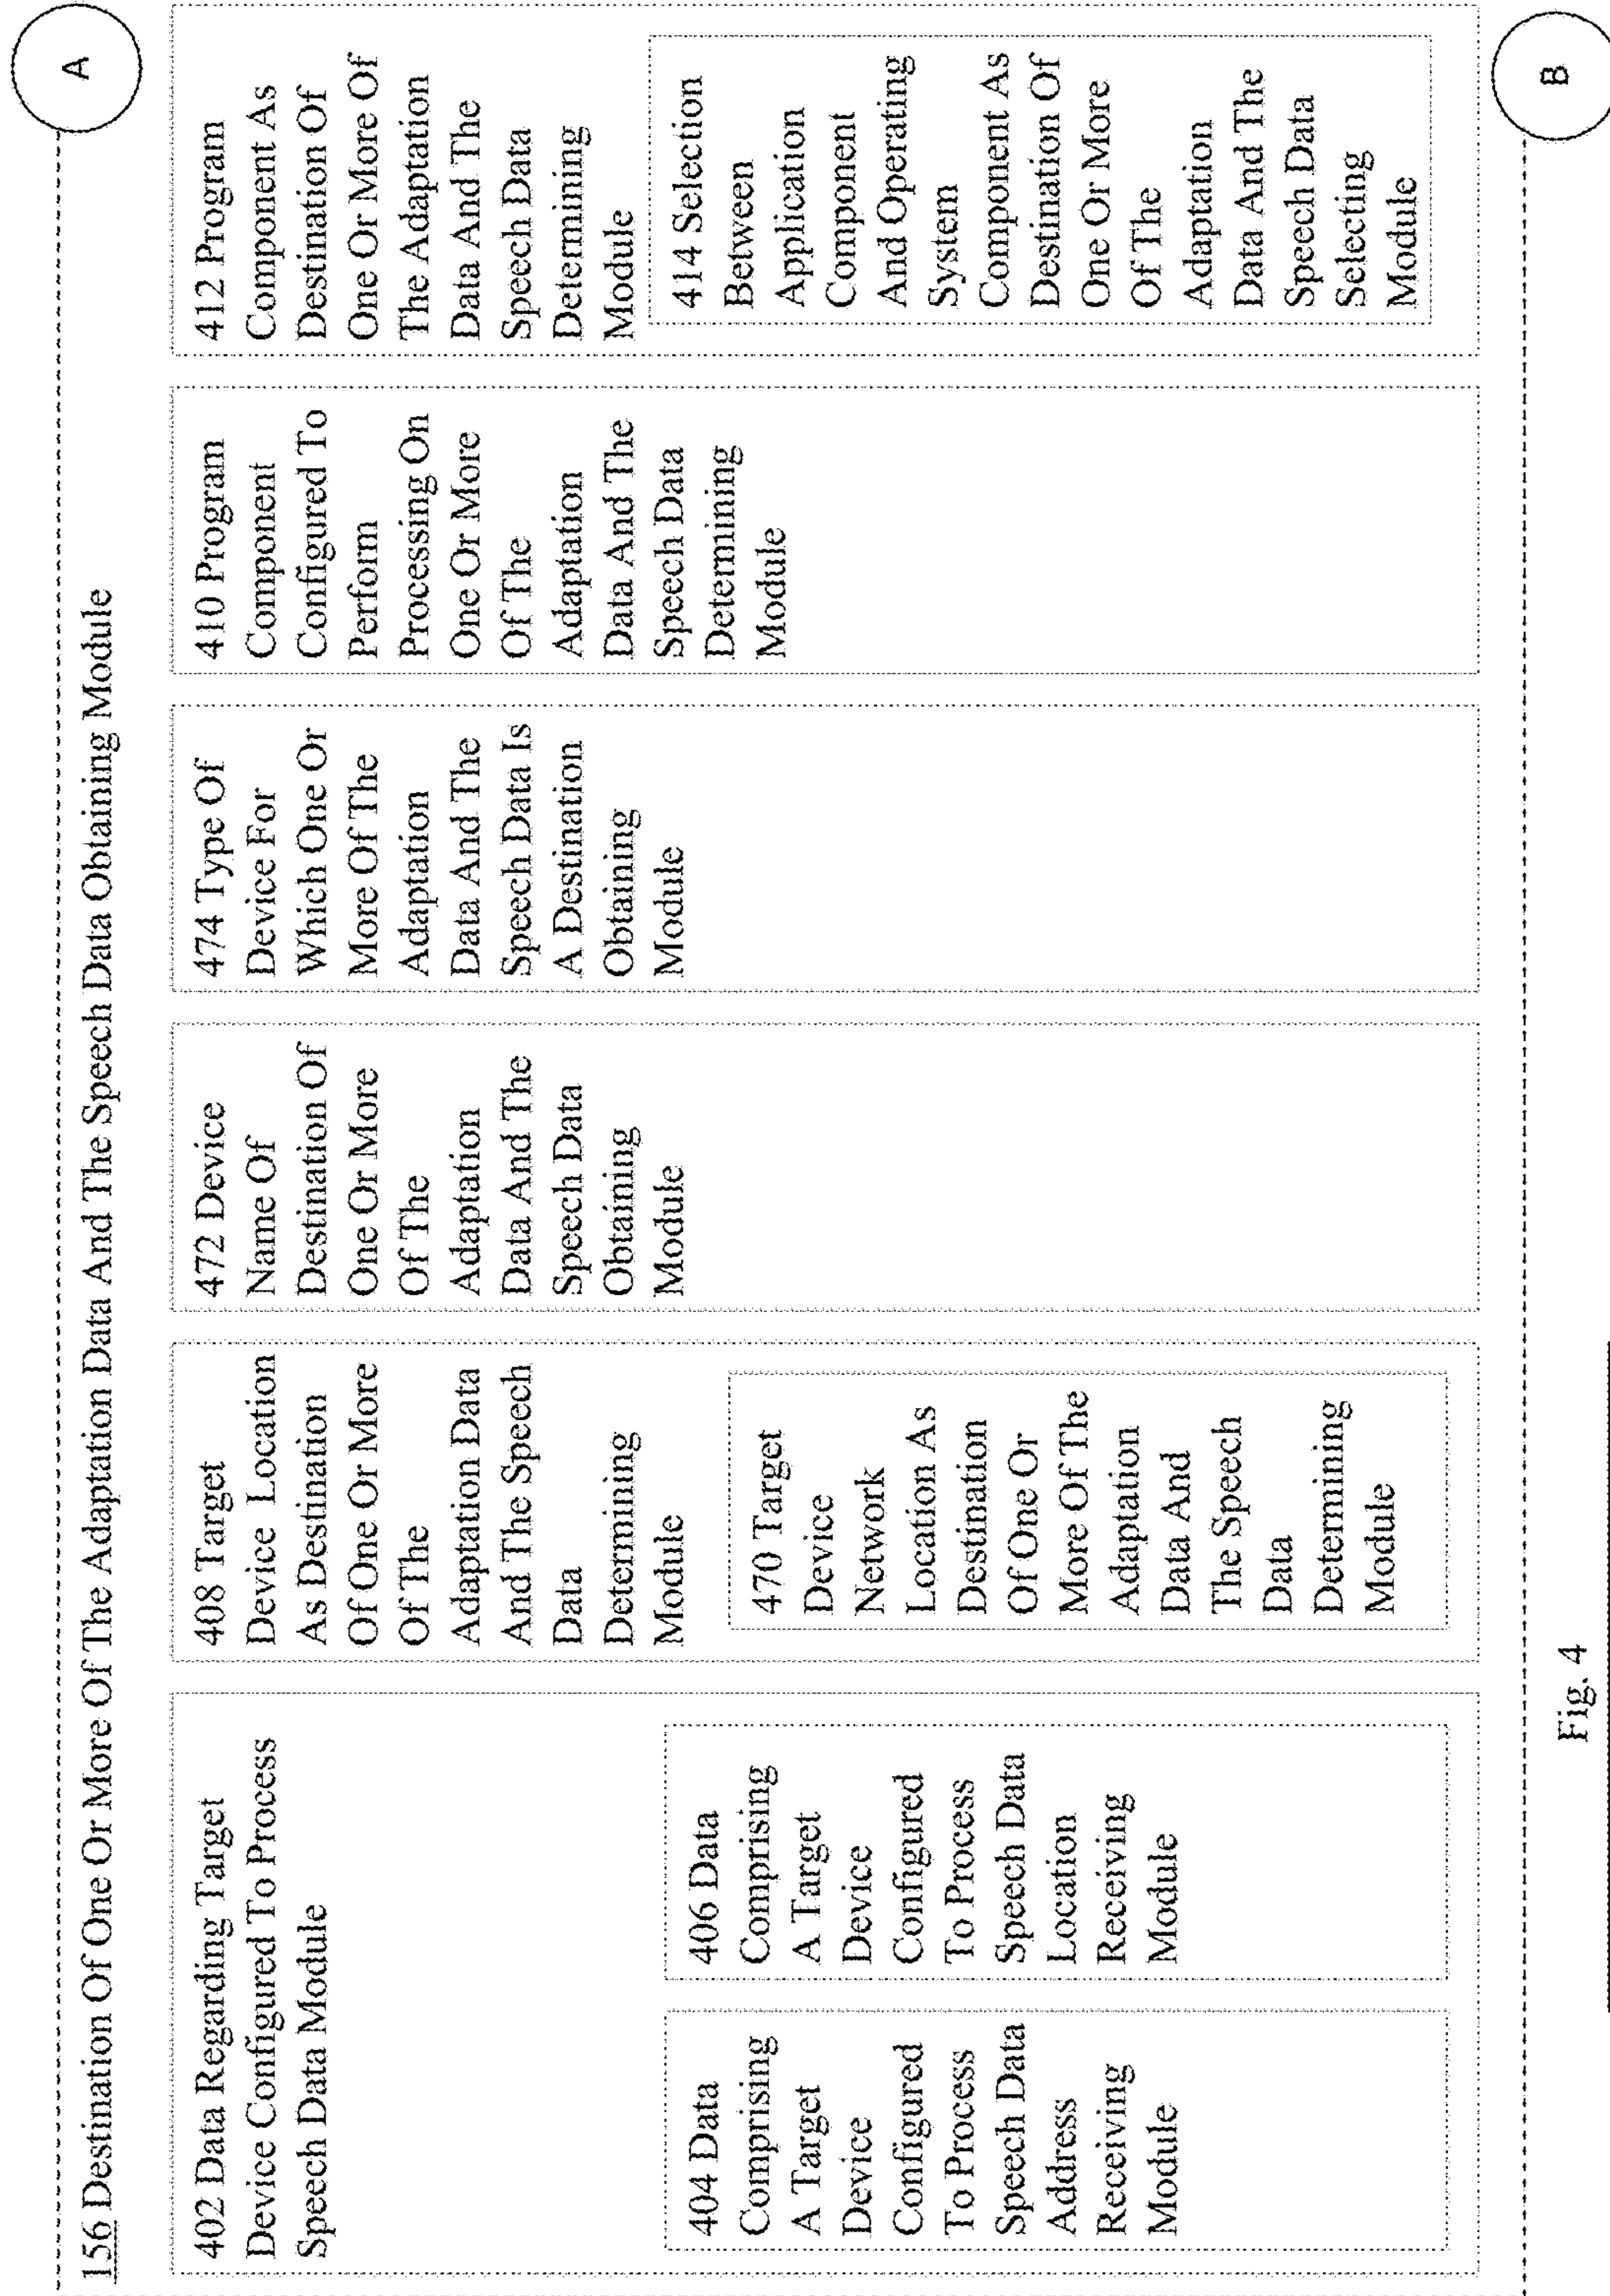 156 Destination Of One Or More Of The Adaptation Data And The Speech Data Obtaining Module
A
402 Data Regarding Target
Device Configured To Process
Speech Data Module
404 Data
Comprising
A Target
Device
Configured
To Process
Speech Data
Address
Receiving
Module
406 Data
Comprising
A Target
Device
Configured
To Process
Speech Data
Location
Receiving
Module
408 Target
Device Location
As Destination
Of One Or More
Of The
Adaptation Data
And The Speech
Data
Determining
Module
470 Target
Device
Network
Location As
Destination
Of One Or
More Of The
Adaptation
Data And
The Speech
Data
Determining
Module
472 Device
Name Of
Destination Of
One Or More
Of The
Adaptation
Data And The
Speech Data
Obtaining
Module
474 Type Of
Device For
Which One Or
More Of The
Adaptation
Data And The
Speech Data Is
A Destination
Obtaining
Module
410 Program
Component
Configured To
Perform
Processing On
One Or More
Of The
Adaptation
Data And The
Speech Data
Determining
Module
412 Program
Component As
Destination Of
One Or More Of
The Adaptation
Data And The
Speech Data
Determining
Module
414 Selection
Between
Application
Component
And Operating
System
Component As
Destination Of
One Or More
Of The
Adaptation
Data And The
Speech Data
Selecting
Module
B
Fig. 4